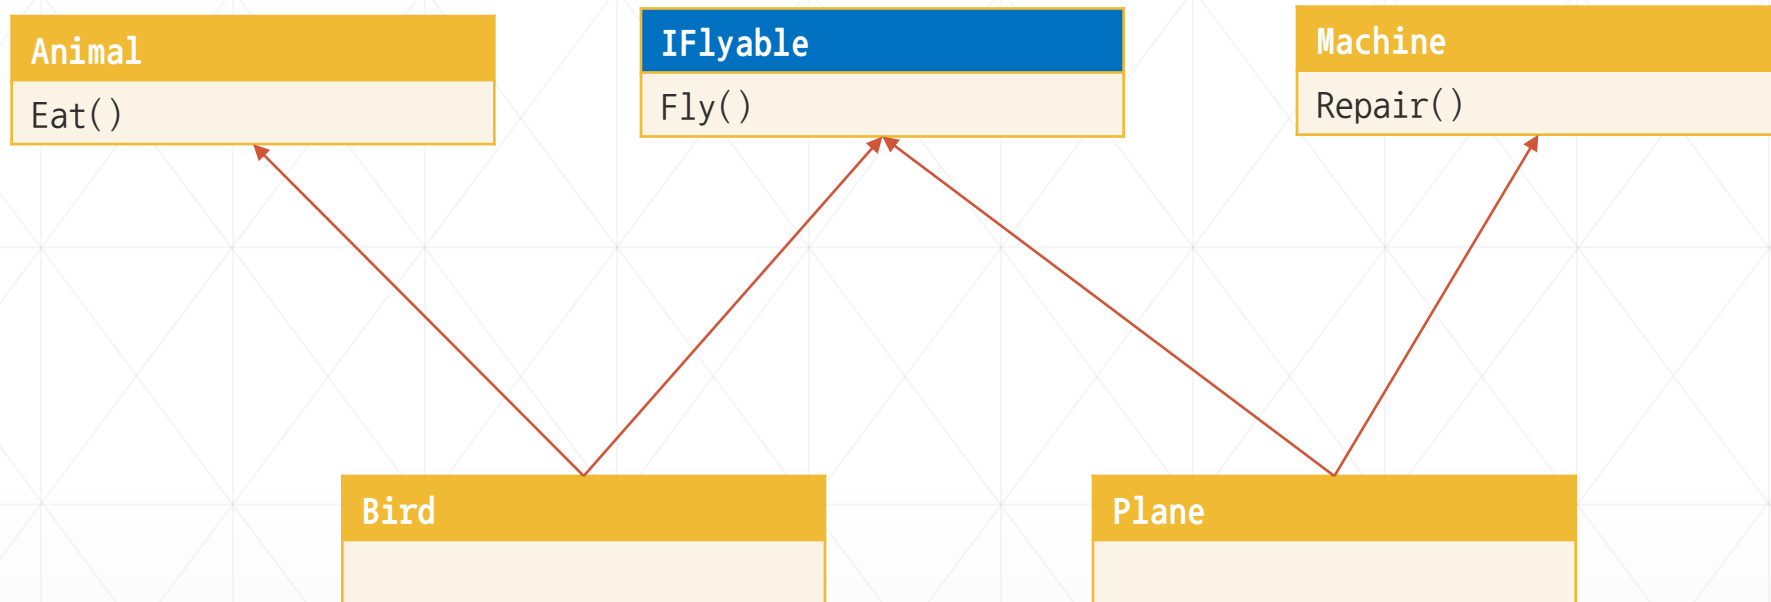 Animal
Eat()
IFlyable
Fly()
Machine
Repair()
Bird
Plane